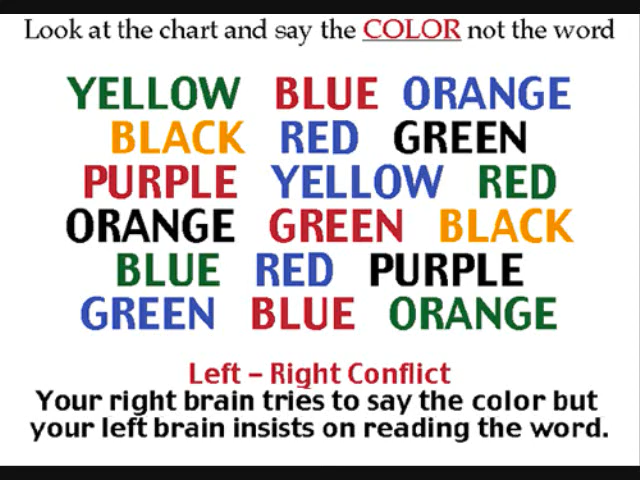 Look at the chart and say the COLOR not the word
YELLOW BLUE ORANGE
BLACK RED GREEN
PURPLE YELLOW RED
ORANGE GREEN BLACK
BLUE RED PURPLE
GREEN BLUE ORANGE
Left – Right Conflict
Your right brain tries to say the color but
your left brain insists on reading the word.